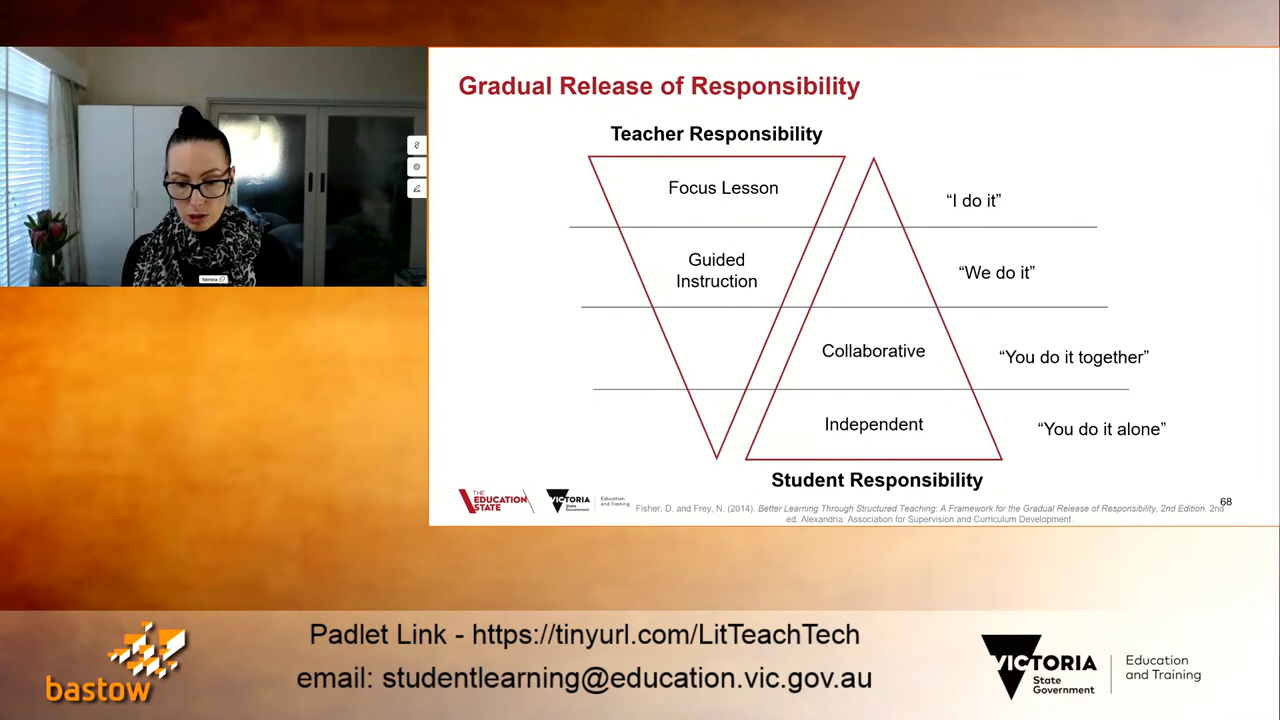 Gradual Release of Responsibility
Teacher Responsibility
Focus Lesson
“I do it”
Guided
Instruction
“We do it”
Collaborative
“You do it together”
Independent
“You do it alone”
Student Responsibility
THE
EDUCATION
STATE
VICTORIA
State
Government
Education
and Training
Fisher, D. and Frey, N. (2014). Better Learning Through Structured Teaching: A Framework for the Gradual Release of Responsibility, 2nd Edition. 2nd
ed. Alexandria: Association for Supervision and Curriculum Development.
68
Nerissa
Padlet Link - https://tinyurl.com/LitTeachTech
email: studentlearning@education.vic.gov.au
bastow
VICTORIA
State
Government
Education
and Training